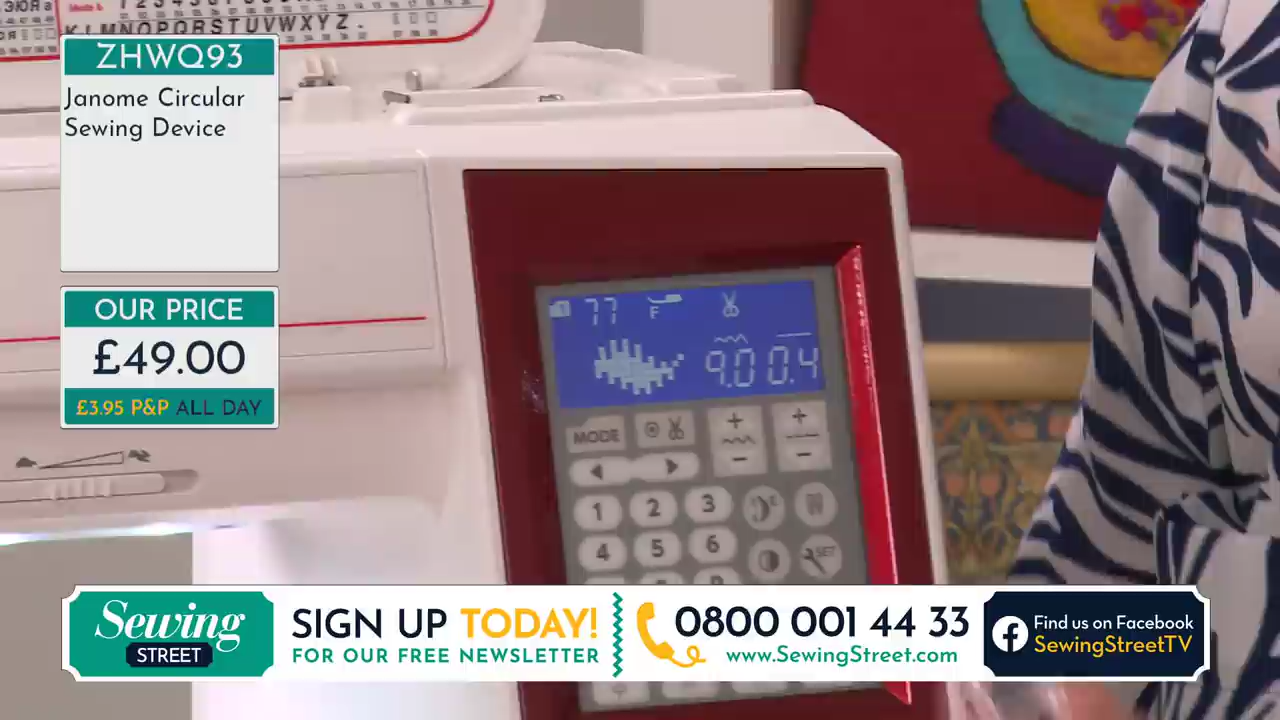 KLMNOPQRSTUVWXYZ.
ZHWQ93
Janome Circular
Sewing Device
OUR PRICE
£49.00
£3.95 P&P ALL DAY
77
F
9.0 0.4
MODE
1 2 3
4 5 6
SET
Sewing
STREET
SIGN UP TODAY!
FOR OUR FREE NEWSLETTER
0800 001 44 33
www.SewingStreet.com
Find us on Facebook
SewingStreetTV